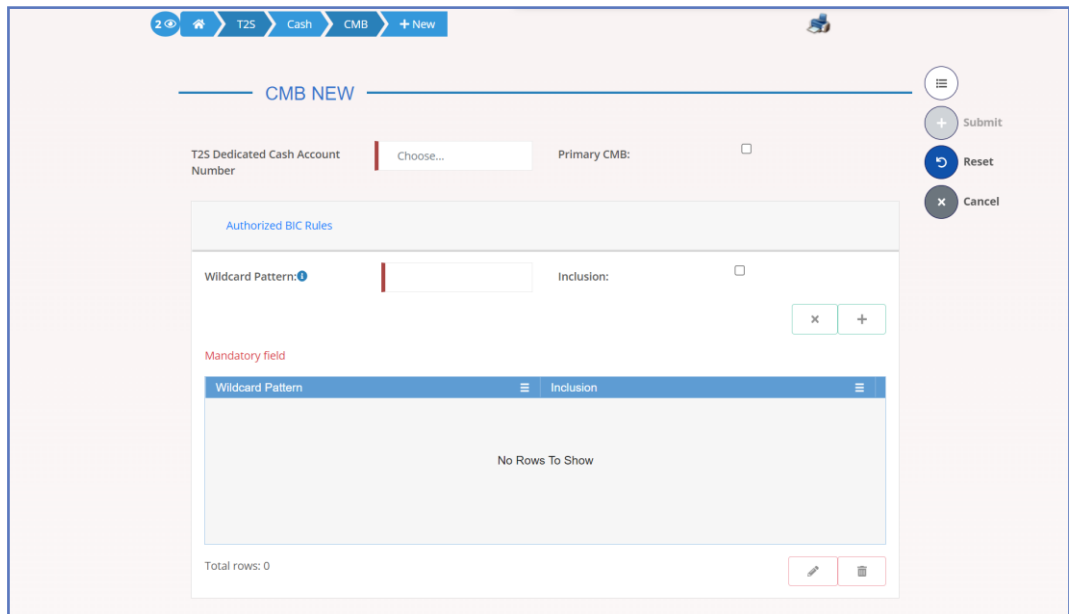 2
T2S
Cash
CMB
+ New
CMB NEW
Submit
T2S Dedicated Cash Account
Number
Choose...
Primary CMB:
Reset
Cancel
Authorized BIC Rules
Wildcard Pattern:
Inclusion:
Mandatory field
Wildcard Pattern
Inclusion
No Rows To Show
Total rows: 0